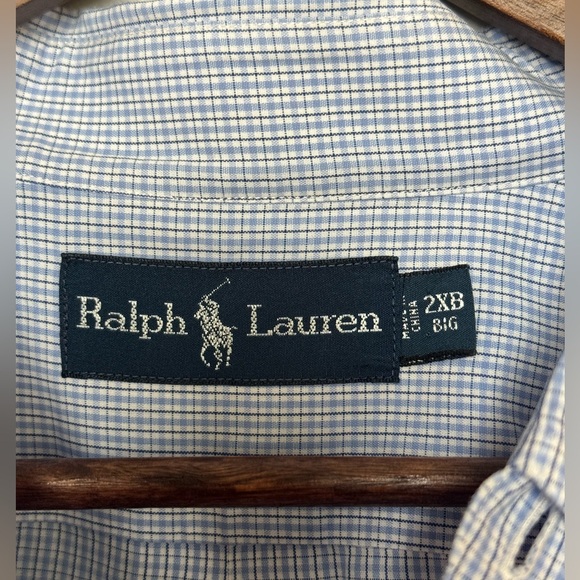 Ralph Lauren
MADE IN
CHINA
2XB
BIG